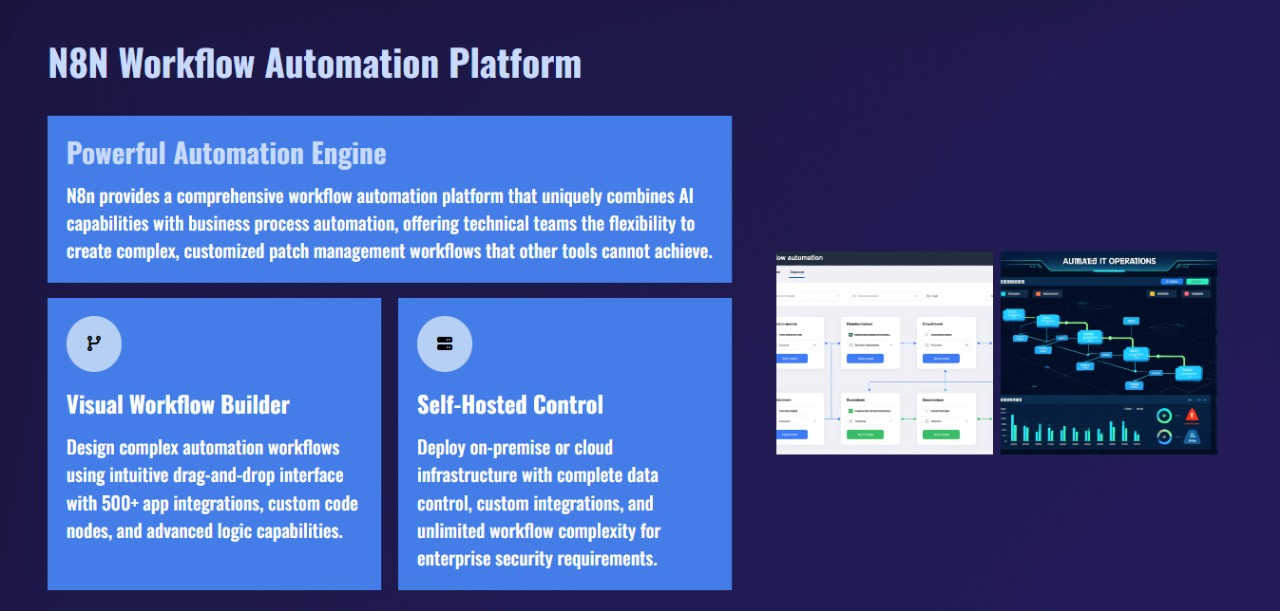 N8N Workflow Automation Platform
Powerful Automation Engine
N8n provides a comprehensive workflow automation platform that uniquely combines AI
capabilities with business process automation, offering technical teams the flexibility to
create complex, customized patch management workflows that other tools cannot achieve.
Visual Workflow Builder
Design complex automation workflows
using intuitive drag-and-drop interface
with 500+ app integrations, custom code
nodes, and advanced logic capabilities.
Self-Hosted Control
Deploy on-premise or cloud
infrastructure with complete data
control, custom integrations, and
unlimited workflow complexity for
enterprise security requirements.
ow automation
IT OPERATIONS